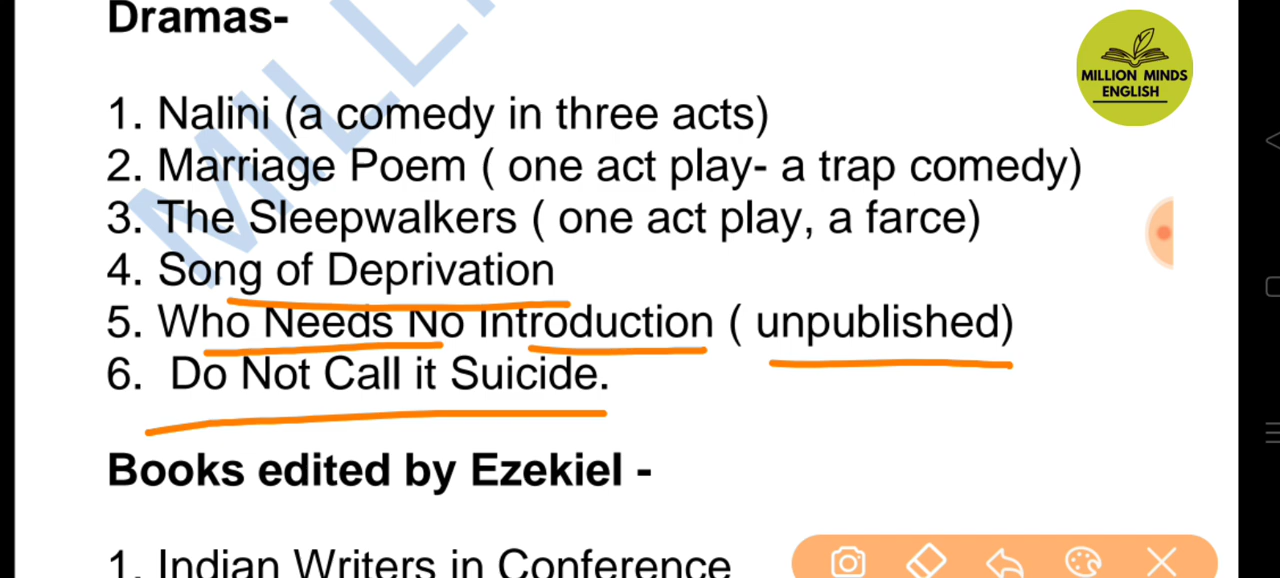 Dramas-
MILLION MINDS
ENGLISH
1. Nalini (a comedy in three acts)
2. Marriage Poem ( one act play- a trap comedy)
3. The Sleepwalkers ( one act play, a farce)
4. Song of Deprivation
5. Who Needs No Introduction ( unpublished)
6. Do Not Call it Suicide.
Books edited by Ezekiel -
1. Indian Writers in Conference